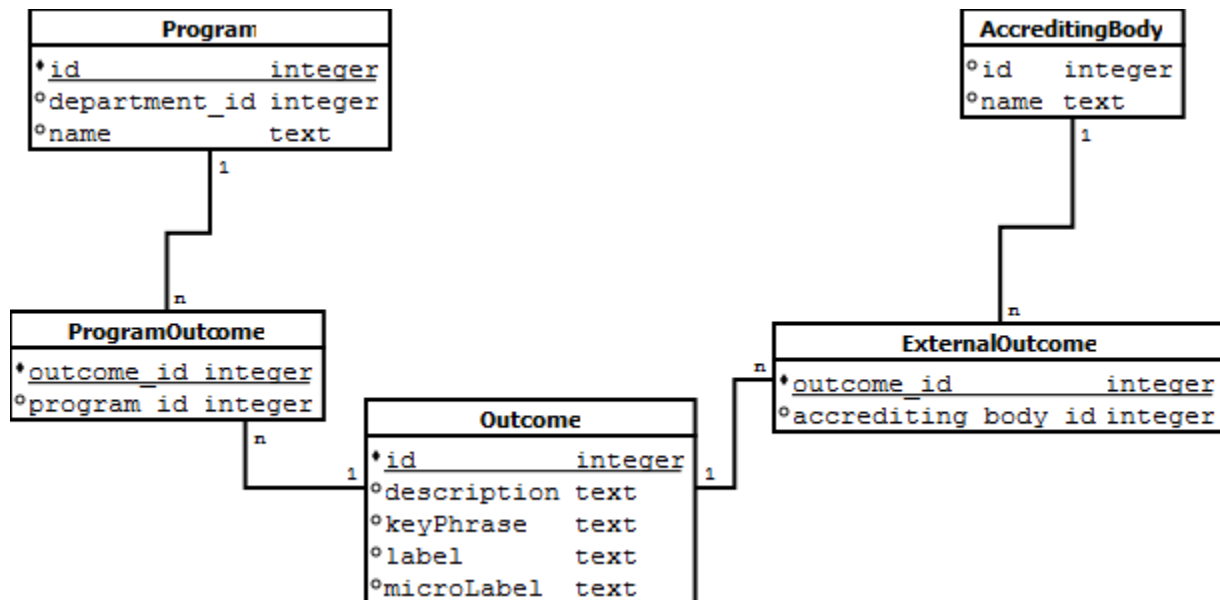 Program
id integer
department_id integer
name text
1
n
AccreditingBody
id integer
name text
1
n
ProgramOutcome
outcome_id integer
program_id integer
n
1
Outcome
id integer
description text
keyPhrase text
label text
microLabel text
1
n
ExternalOutcome
outcome_id integer
accrediting_body_id integer